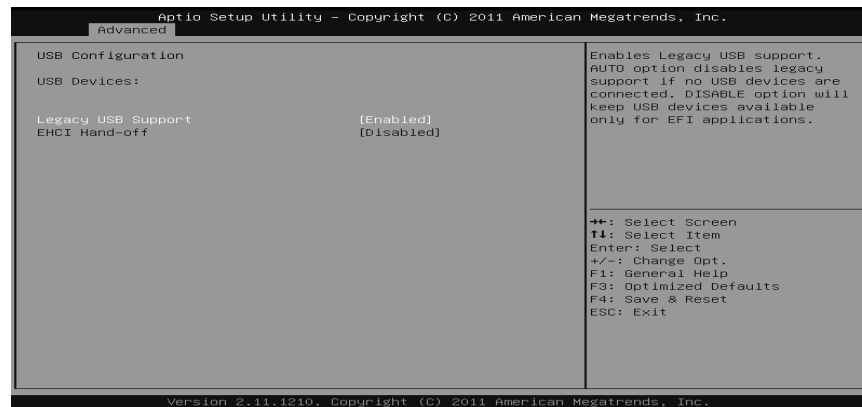 Aptio Setup Utility – Copyright (C) 2011 American Megatrends, Inc.
Advanced
USB Configuration
USB Devices:
Legacy USB Support [Enabled]
EHCI Hand-off [Disabled]
Enables Legacy USB support.
AUTO option disables legacy
support if no USB devices are
connected. DISABLE option will
keep USB devices available
only for EFI applications.
→←: Select Screen
↑↓: Select Item
Enter: Select
+/-: Change Opt.
F1: General Help
F3: Optimized Defaults
F4: Save & Reset
ESC: Exit
Version 2.11.1210. Copyright (C) 2011 American Megatrends, Inc.